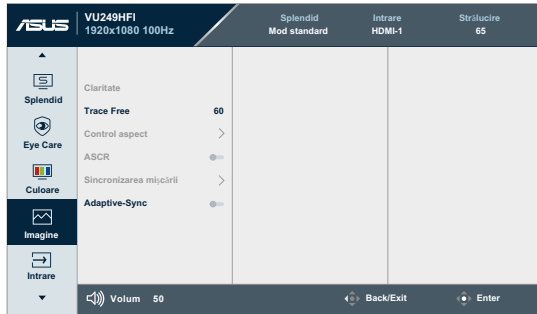 ASUS
VU249HFI
1920x1080 100Hz
Splendid
Mod standard
Intrare
HDMI-1
Strălucire
65
Splendid
Eye Care
Culoare
Imagine
Intrare
Claritate
Trace Free 60
Control aspect
ASCR
Sincronizarea mișcării
Adaptive-Sync
Volum 50
Back/Exit
Enter